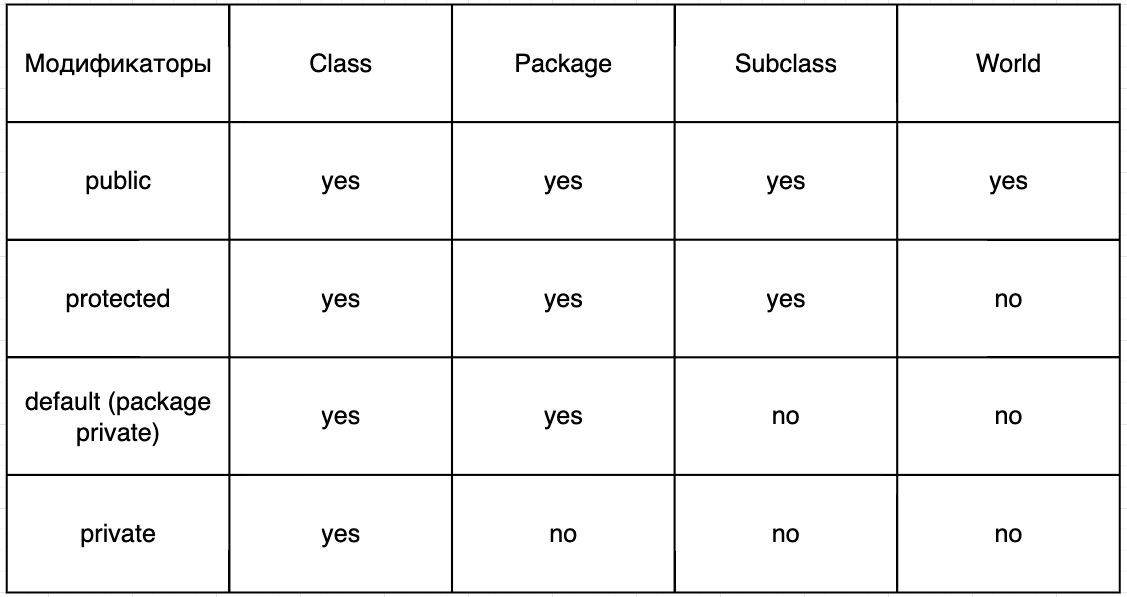 Модификаторы Class Package Subclass World
public yes yes yes yes
protected yes yes yes no
default (package
private) yes yes no no
private yes no no no